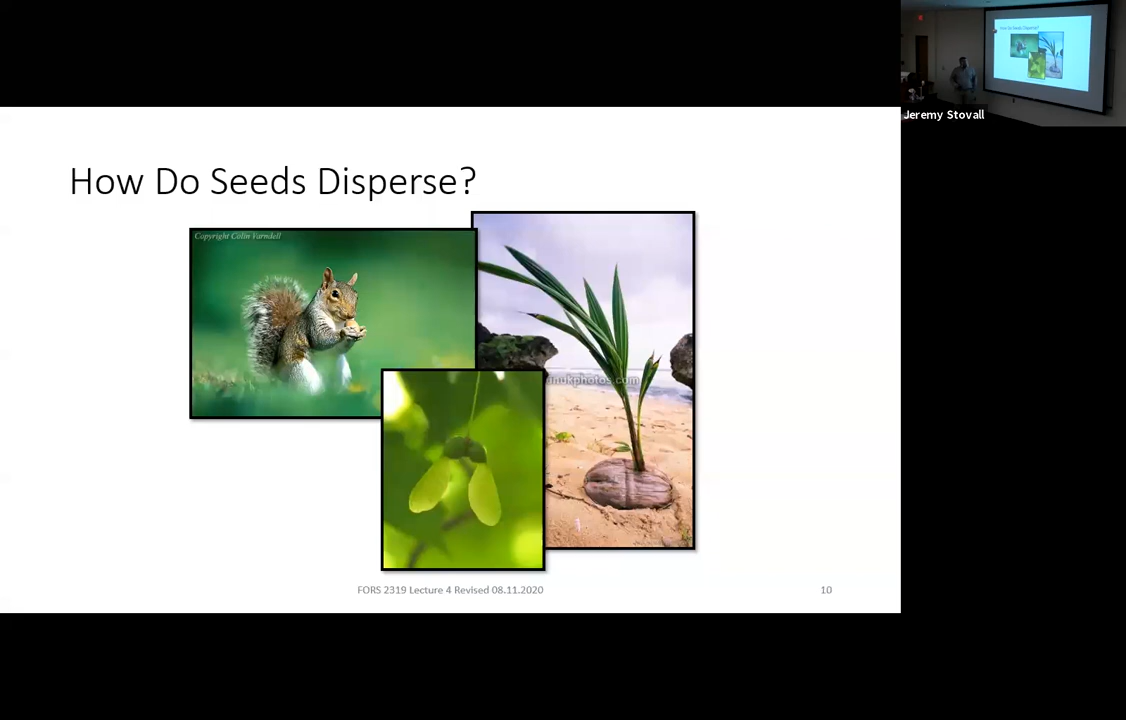 Jeremy Stovall
How Do Seeds Disperse?
Copyright Colin Varndell
FORS 2319 Lecture 4 Revised 08.11.2020
10